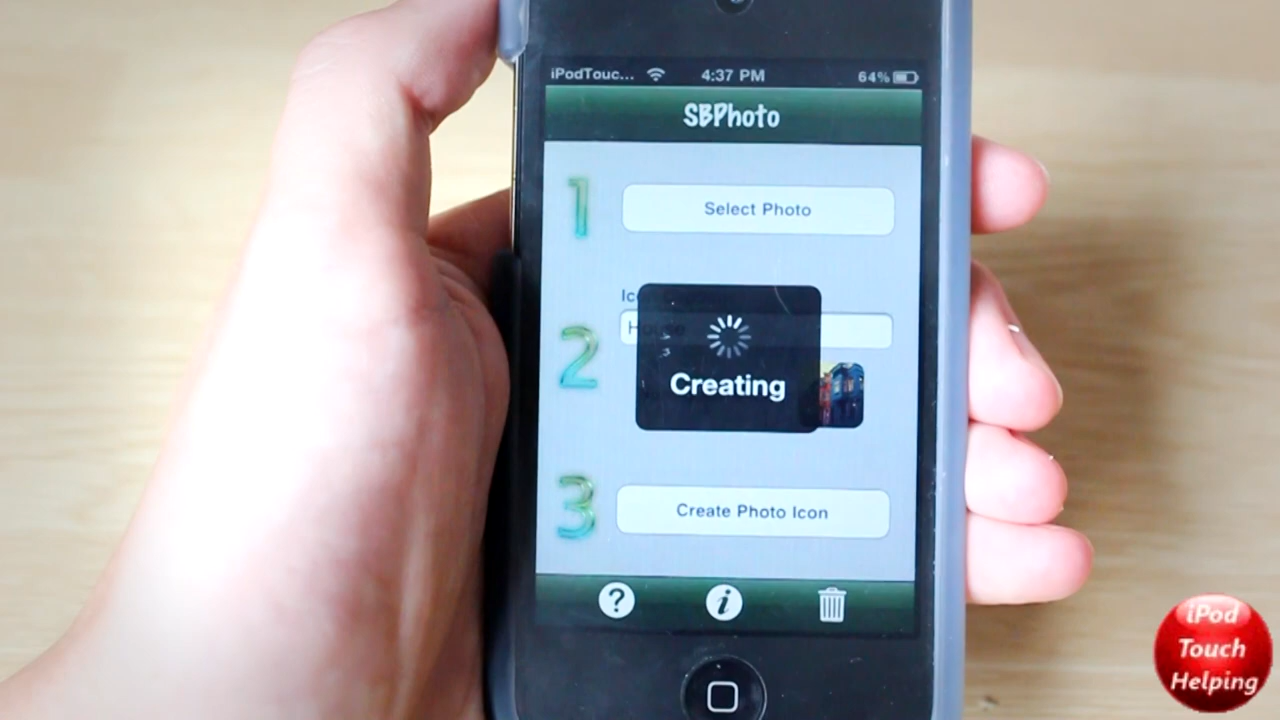 iPodTouc... 4:37 PM 64%
SBPhoto
1 Select Photo
2
Creating
3 Create Photo Icon
?
i
iPod
Touch
Helping